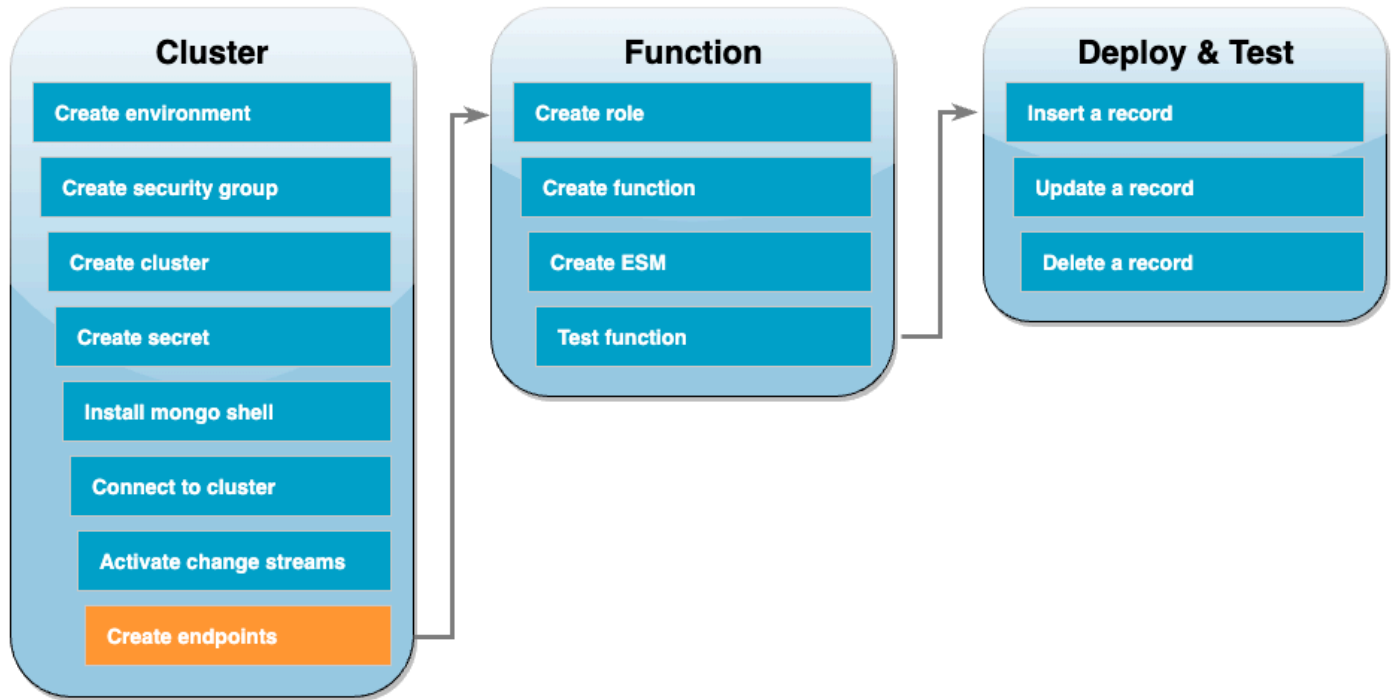 Cluster
Create environment
Create security group
Create cluster
Create secret
Install mongo shell
Connect to cluster
Activate change streams
Create endpoints
Function
Create role
Create function
Create ESM
Test function
Deploy & Test
Insert a record
Update a record
Delete a record